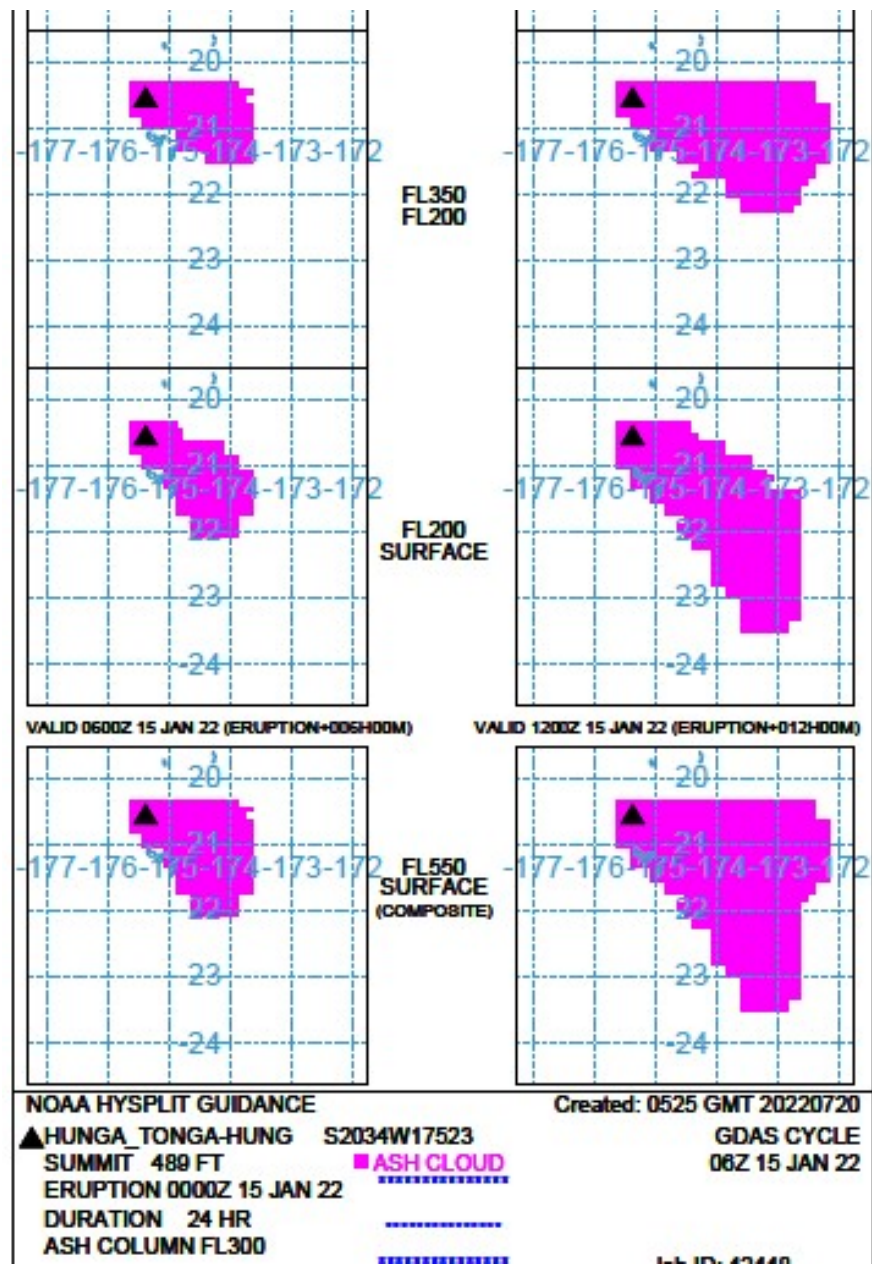 -20 -20
-21 -21
-177-176-175-174-173-172 -177-176-175-174-173-172
-22 FL350 -22
FL200
-23 -23
-24 -24
-20 -20
-21 -21
-177-176-175-174-173-172 -177-176-175-174-173-172
-22 FL200 -22
SURFACE
-23 -23
-24 -24
VALID 0600Z 15 JAN 22 (ERUPTION+006H00M) VALID 1200Z 15 JAN 22 (ERUPTION+012H00M)
-20 -20
-21 -21
-177-176-175-174-173-172 FL550 -177-176-175-174-173-172
SURFACE
-22 (COMPOSITE) -22
-23 -23
-24 -24
NOAA HYSPLIT GUIDANCE Created: 0525 GMT 20220720
HUNGA_TONGA-HUNG S2034W17523 GDAS CYCLE
SUMMIT 489 FT ASH CLOUD 06Z 15 JAN 22
ERUPTION 0000Z 15 JAN 22
DURATION 24 HR
ASH COLUMN FL300